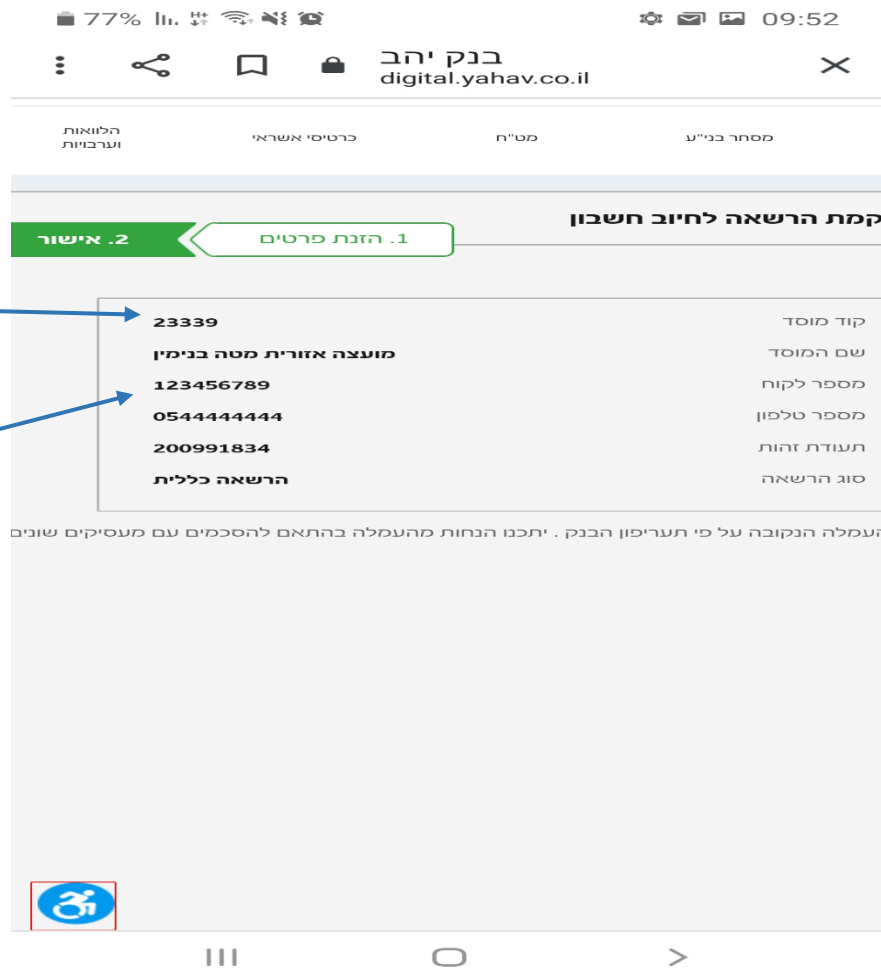 77% 09:52
בנק יהב
digital.yahav.co.il
מסחר בני"ע מט"ח כרטיסי אשראי הלוואות וערבויות
קמת הרשאה לחיוב חשבון
1. הזנת פרטים 2. אישור
קוד מוסד 23339
שם המוסד מועצה אזורית מטה בנימין
מספר לקוח 123456789
מספר טלפון 0544444444
תעודת זהות 200991834
סוג הרשאה הרשאה כללית
העמלה הנקובה על פי תעריפון הבנק . יתכנו הנחות מהעמלה בהתאם להסכמים עם מעסיקים שונים